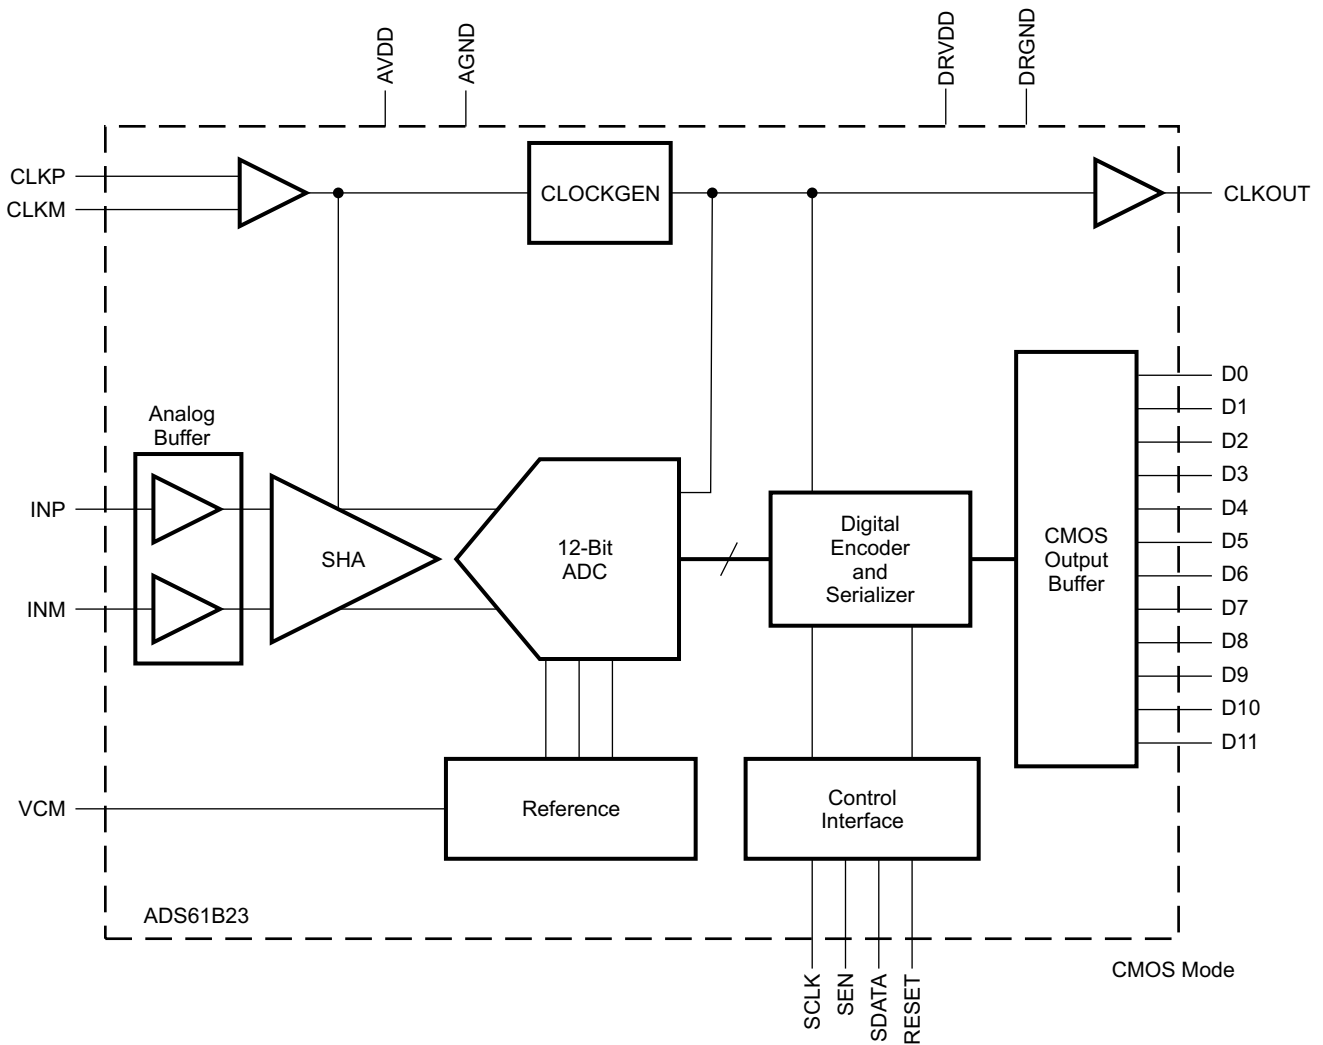 AVDD
AGND
DRVDD
DRGND
CLKP
CLKM
CLOCKGEN
CLKOUT
Analog
Buffer
INP
INM
SHA
12-Bit
ADC
Digital
Encoder
and
Serializer
CMOS
Output
Buffer
D0
D1
D2
D3
D4
D5
D6
D7
D8
D9
D10
D11
VCM
Reference
Control
Interface
ADS61B23
SCLK
SEN
SDATA
RESET
CMOS Mode